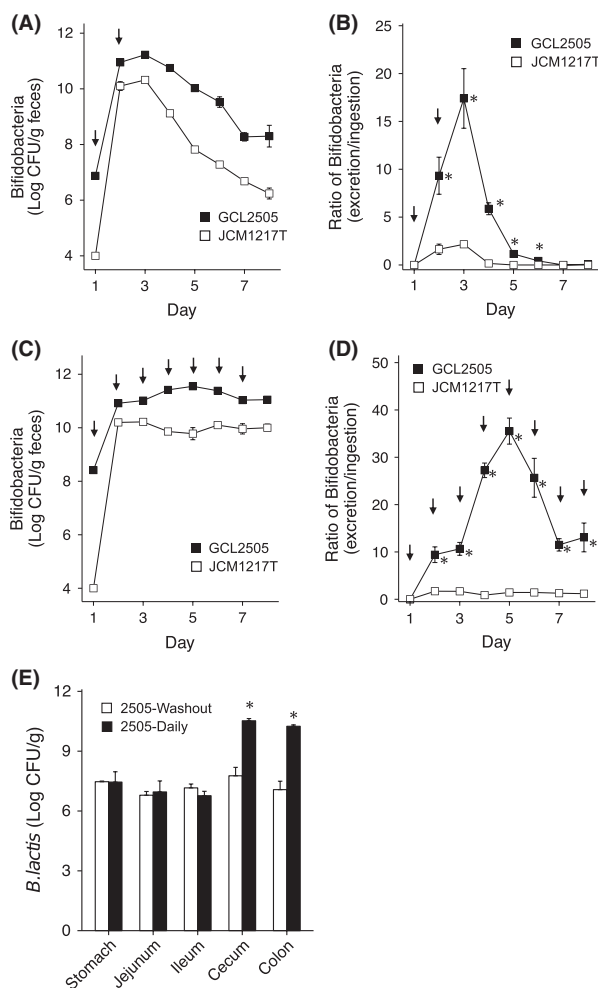 (A)
Bifidobacteria
(Log CFU/g feces)
12
10
8
6
4
GCL2505
JCM1217T
1 3 5 7
Day
(B)
Ratio of Bifidobacteria
(excretion/ingestion)
25
20
15
10
5
0
GCL2505
JCM1217T
*
*
*
*
*
1 3 5 7
Day
(C)
Bifidobacteria
(Log CFU/g feces)
12
10
8
6
4
GCL2505
JCM1217T
1 3 5 7
Day
(D)
Ratio of Bifidobacteria
(excretion/ingestion)
50
40
30
20
10
0
GCL2505
JCM1217T
*
*
*
*
*
*
*
1 3 5 7
Day
(E)
B.lactis (Log CFU/g)
12
9
6
3
0
2505-Washout
2505-Daily
* *
Stomach
Jejunum
Ileum
Cecum
Colon